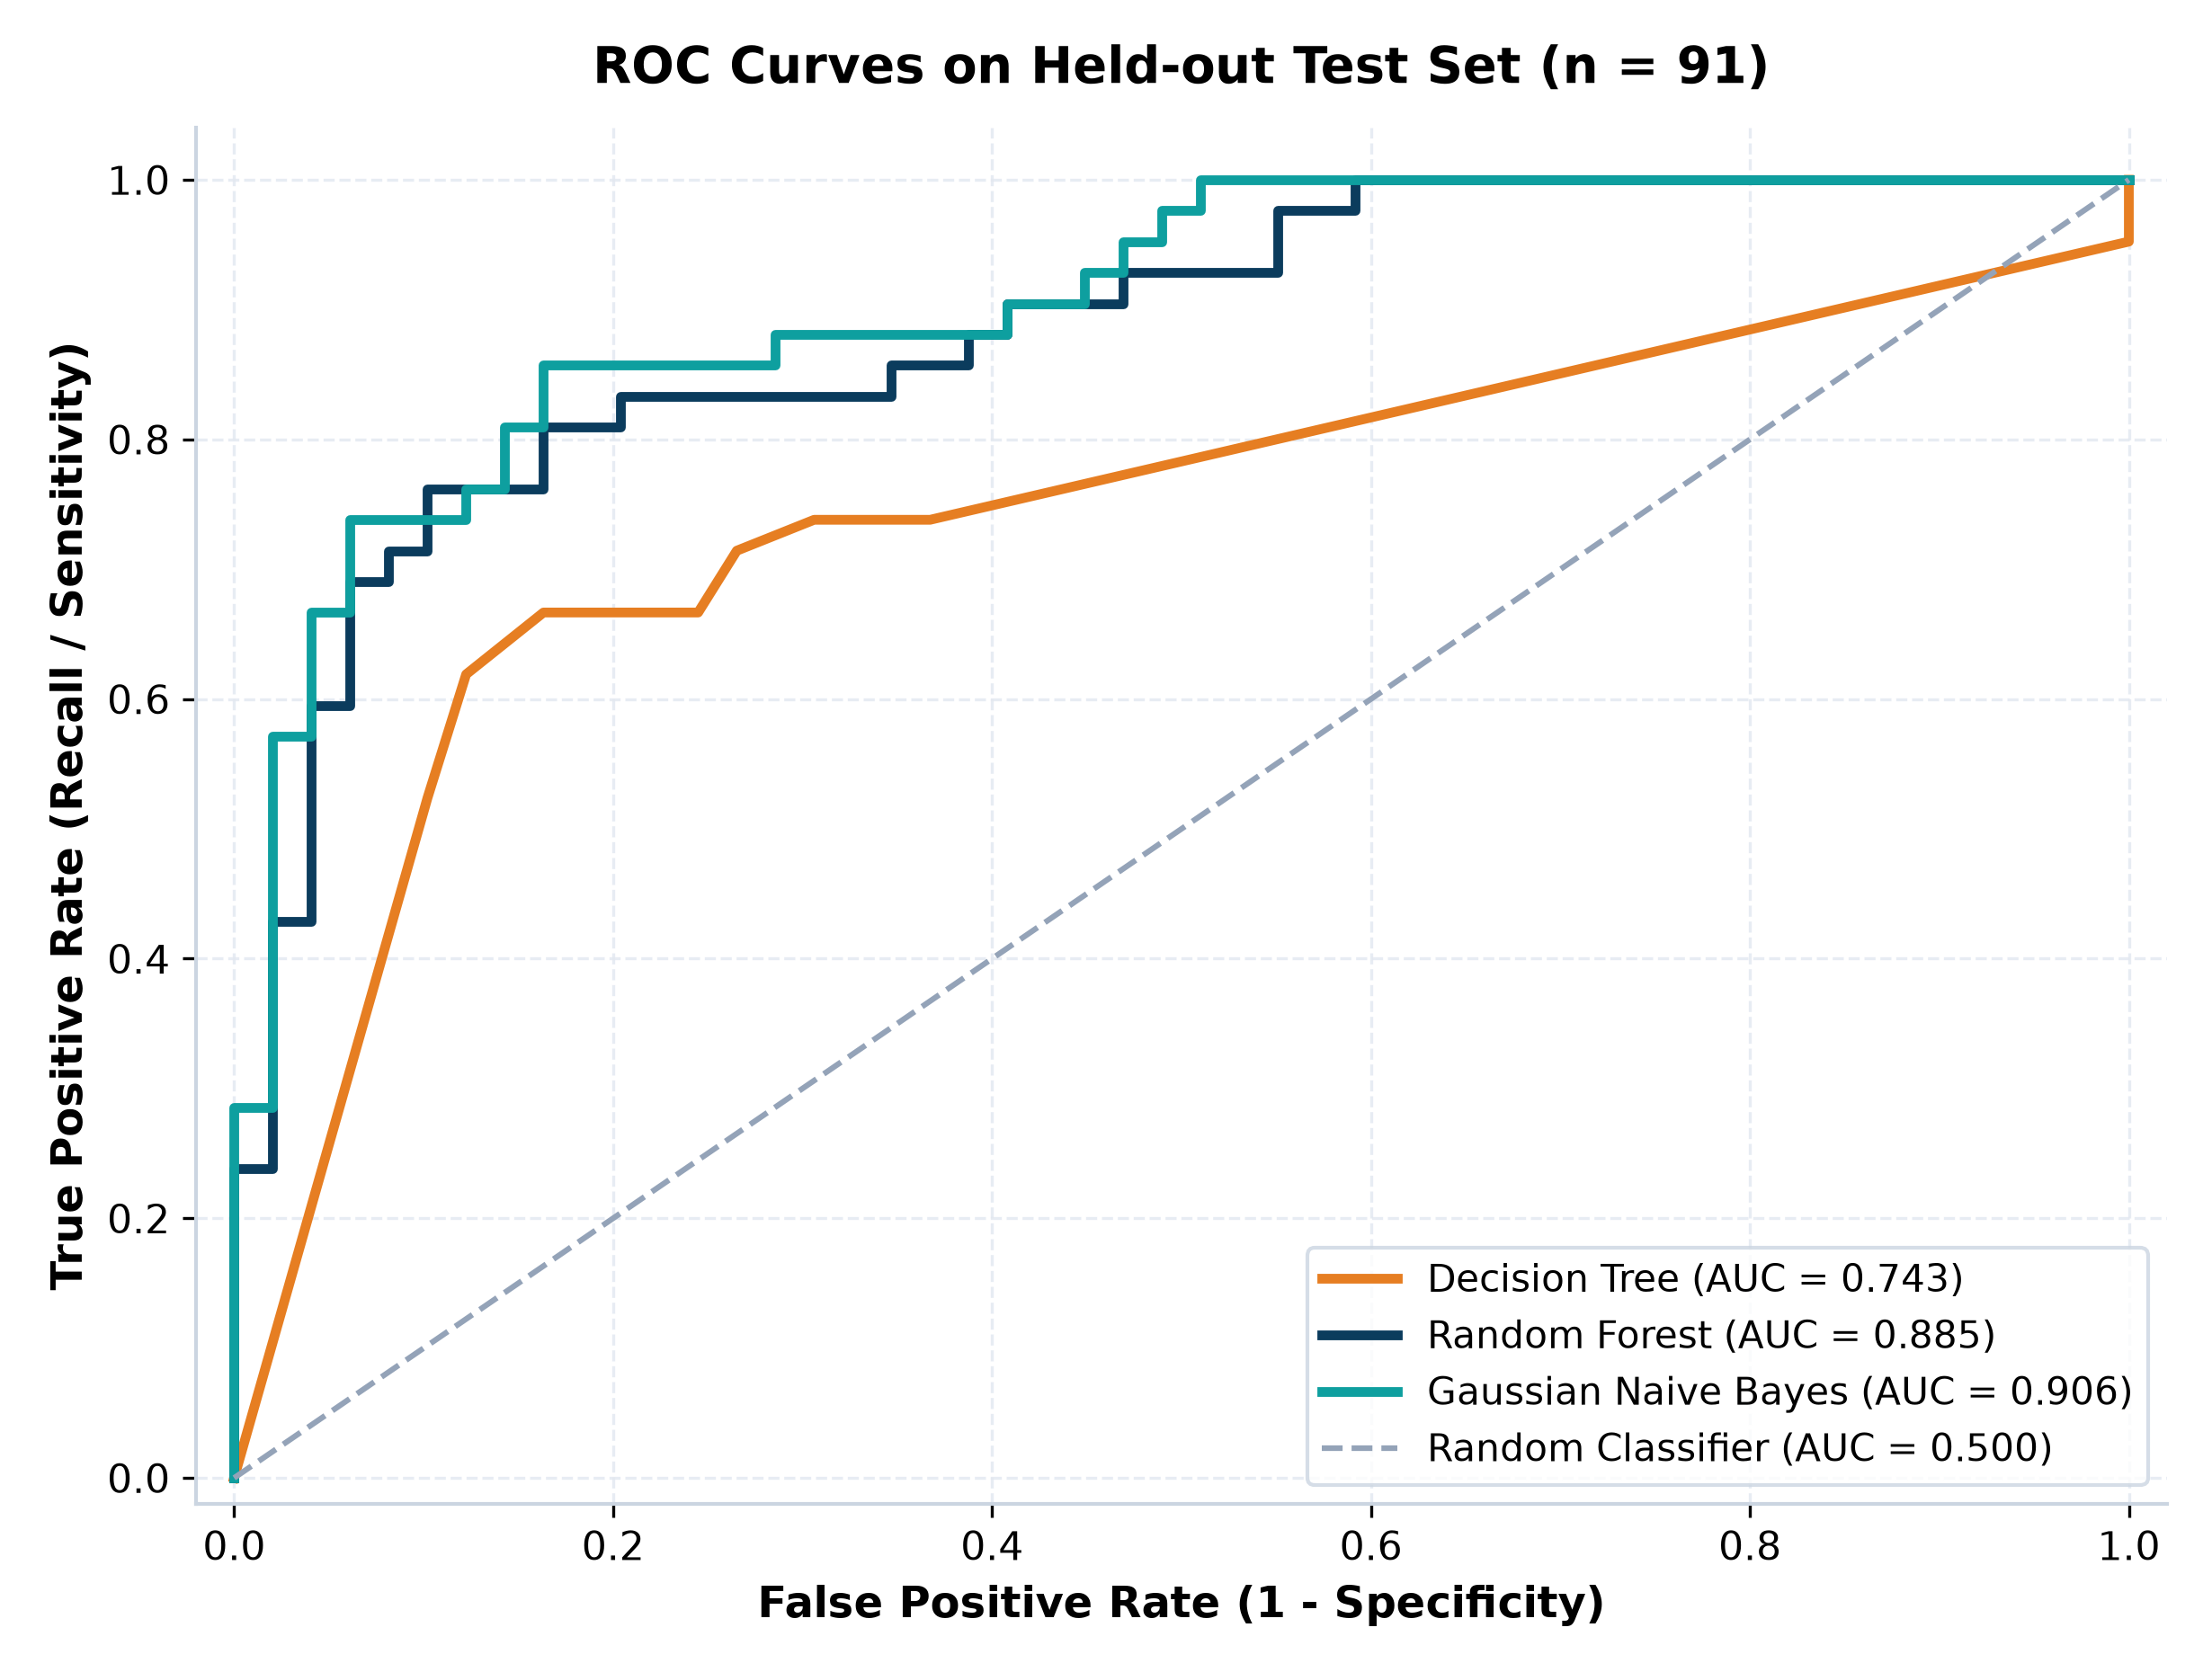 ROC Curves on Held-out Test Set (n = 91)
True Positive Rate (Recall / Sensitivity)
1.0
0.8
0.6
0.4
0.2
0.0
0.0 0.2 0.4 0.6 0.8 1.0
False Positive Rate (1 - Specificity)
Decision Tree (AUC = 0.743)
Random Forest (AUC = 0.885)
Gaussian Naive Bayes (AUC = 0.906)
Random Classifier (AUC = 0.500)